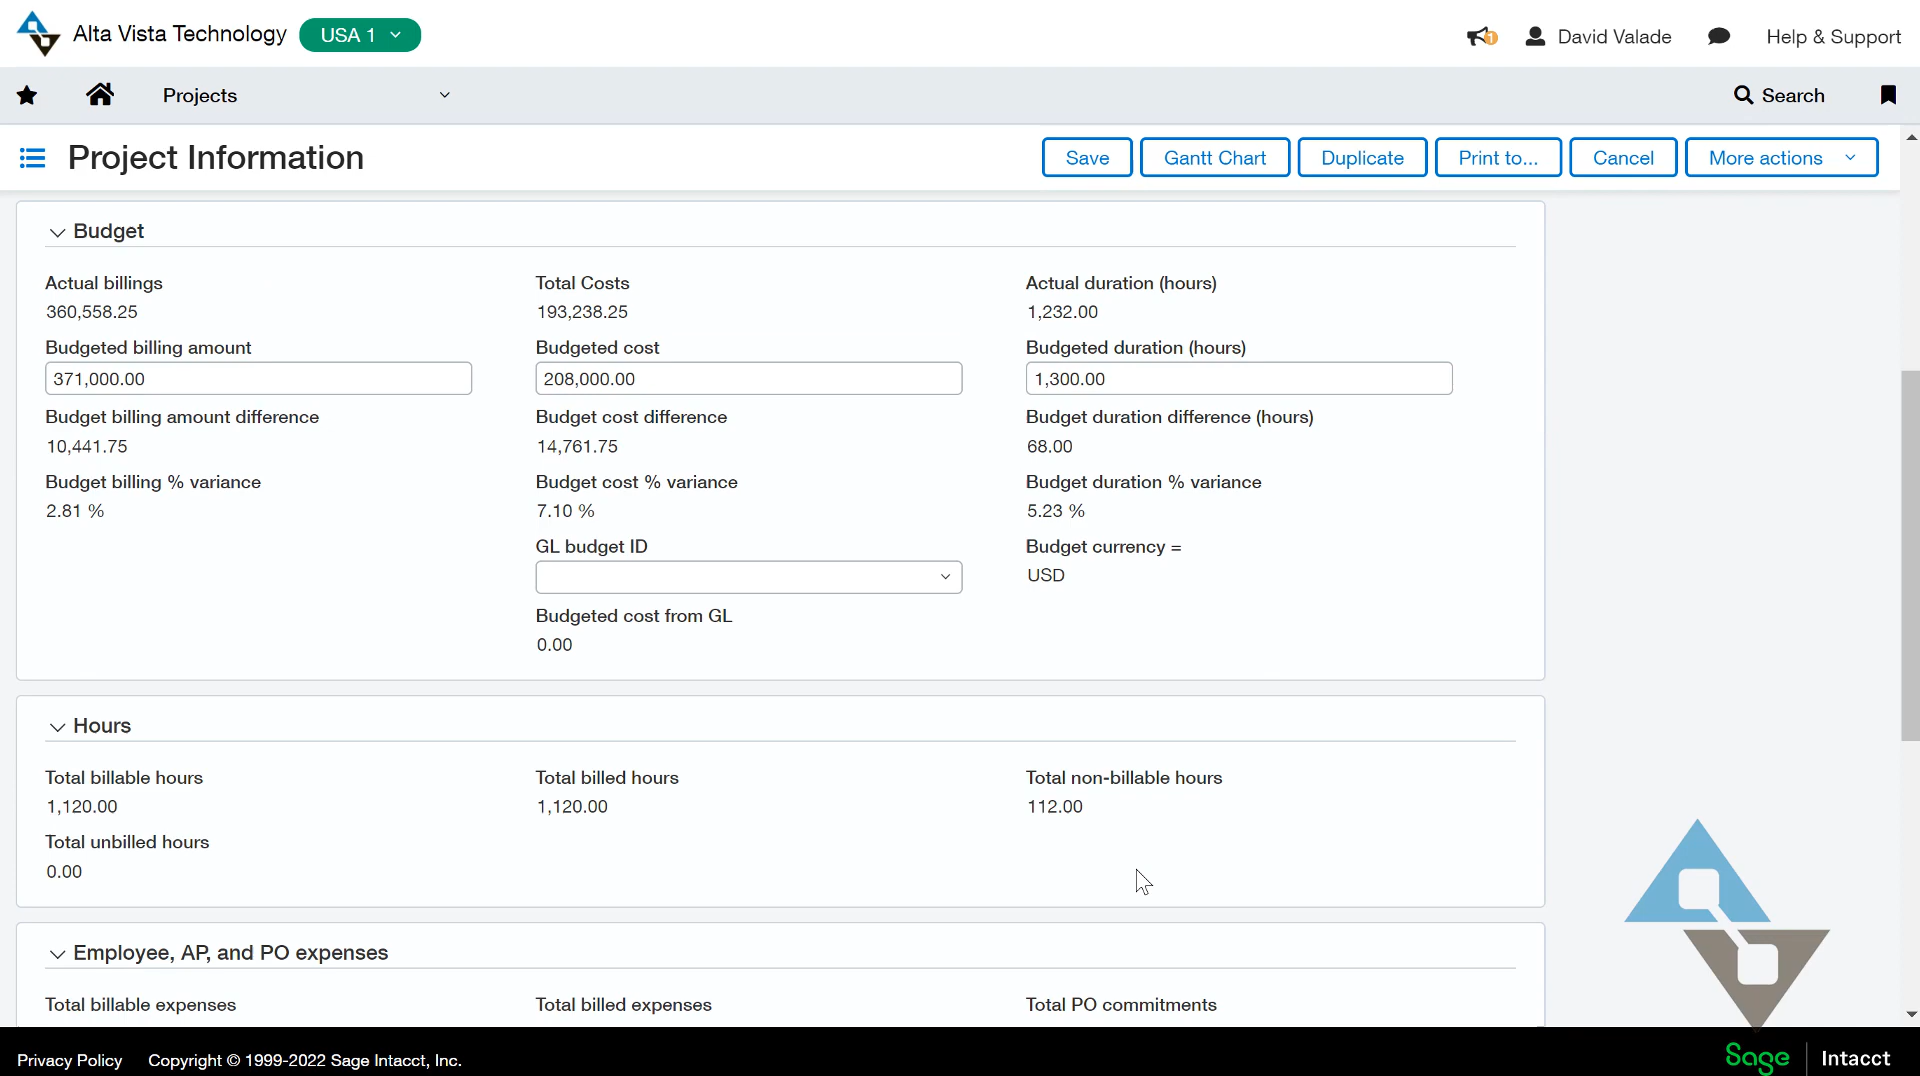 Alta Vista Technology USA 1
1 David Valade Help & Support
Projects Search
Project Information Save Gantt Chart Duplicate Print to... Cancel More actions
Budget
Actual billings Total Costs Actual duration (hours)
360,558.25 193,238.25 1,232.00
Budgeted billing amount Budgeted cost Budgeted duration (hours)
371,000.00 208,000.00 1,300.00
Budget billing amount difference Budget cost difference Budget duration difference (hours)
10,441.75 14,761.75 68.00
Budget billing % variance Budget cost % variance Budget duration % variance
2.81 % 7.10 % 5.23 %
GL budget ID Budget currency =
USD
Budgeted cost from GL
0.00
Hours
Total billable hours Total billed hours Total non-billable hours
1,120.00 1,120.00 112.00
Total unbilled hours
0.00
Employee, AP, and PO expenses
Total billable expenses Total billed expenses Total PO commitments
Privacy Policy Copyright © 1999-2022 Sage Intacct, Inc. Sage Intacct